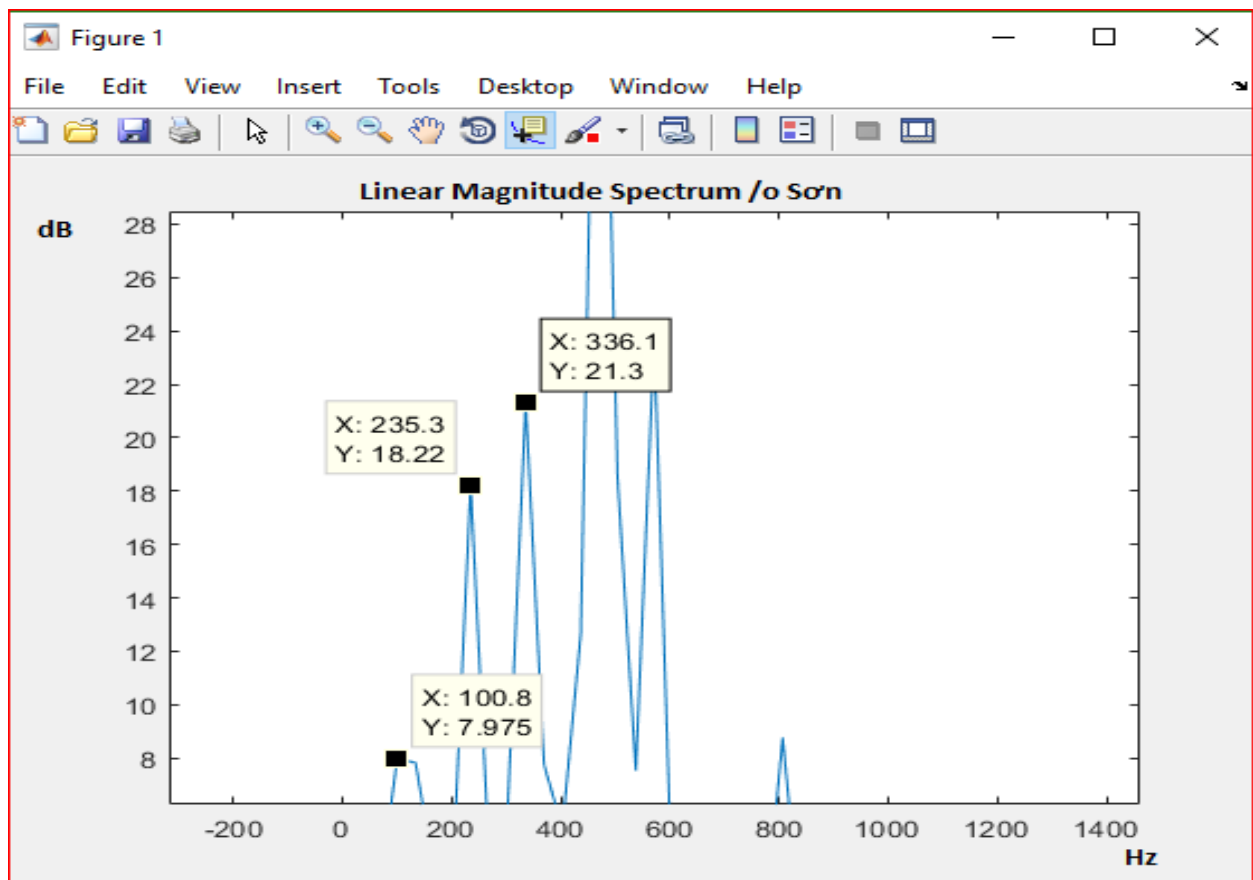 Figure 1
File Edit View Insert Tools Desktop Window Help
Linear Magnitude Spectrum /o Sơn
dB
28
26
24
22
20
18
16
14
12
10
8
X: 336.1
Y: 21.3
X: 235.3
Y: 18.22
X: 100.8
Y: 7.975
-200 0 200 400 600 800 1000 1200 1400
Hz